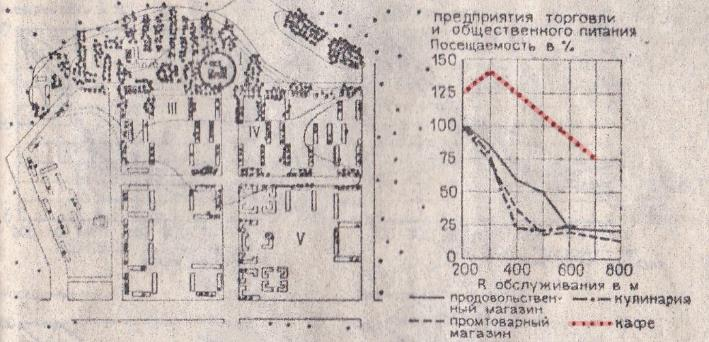 предприятия торговли
и общественного питания
Посещаемость в %
150
125
100
75
50
25
0
200 400 600 800
R обслуживания в м
продовольствен-
ный магазин
кулинария
промтоварный
магазин
кафе
III
IV
V